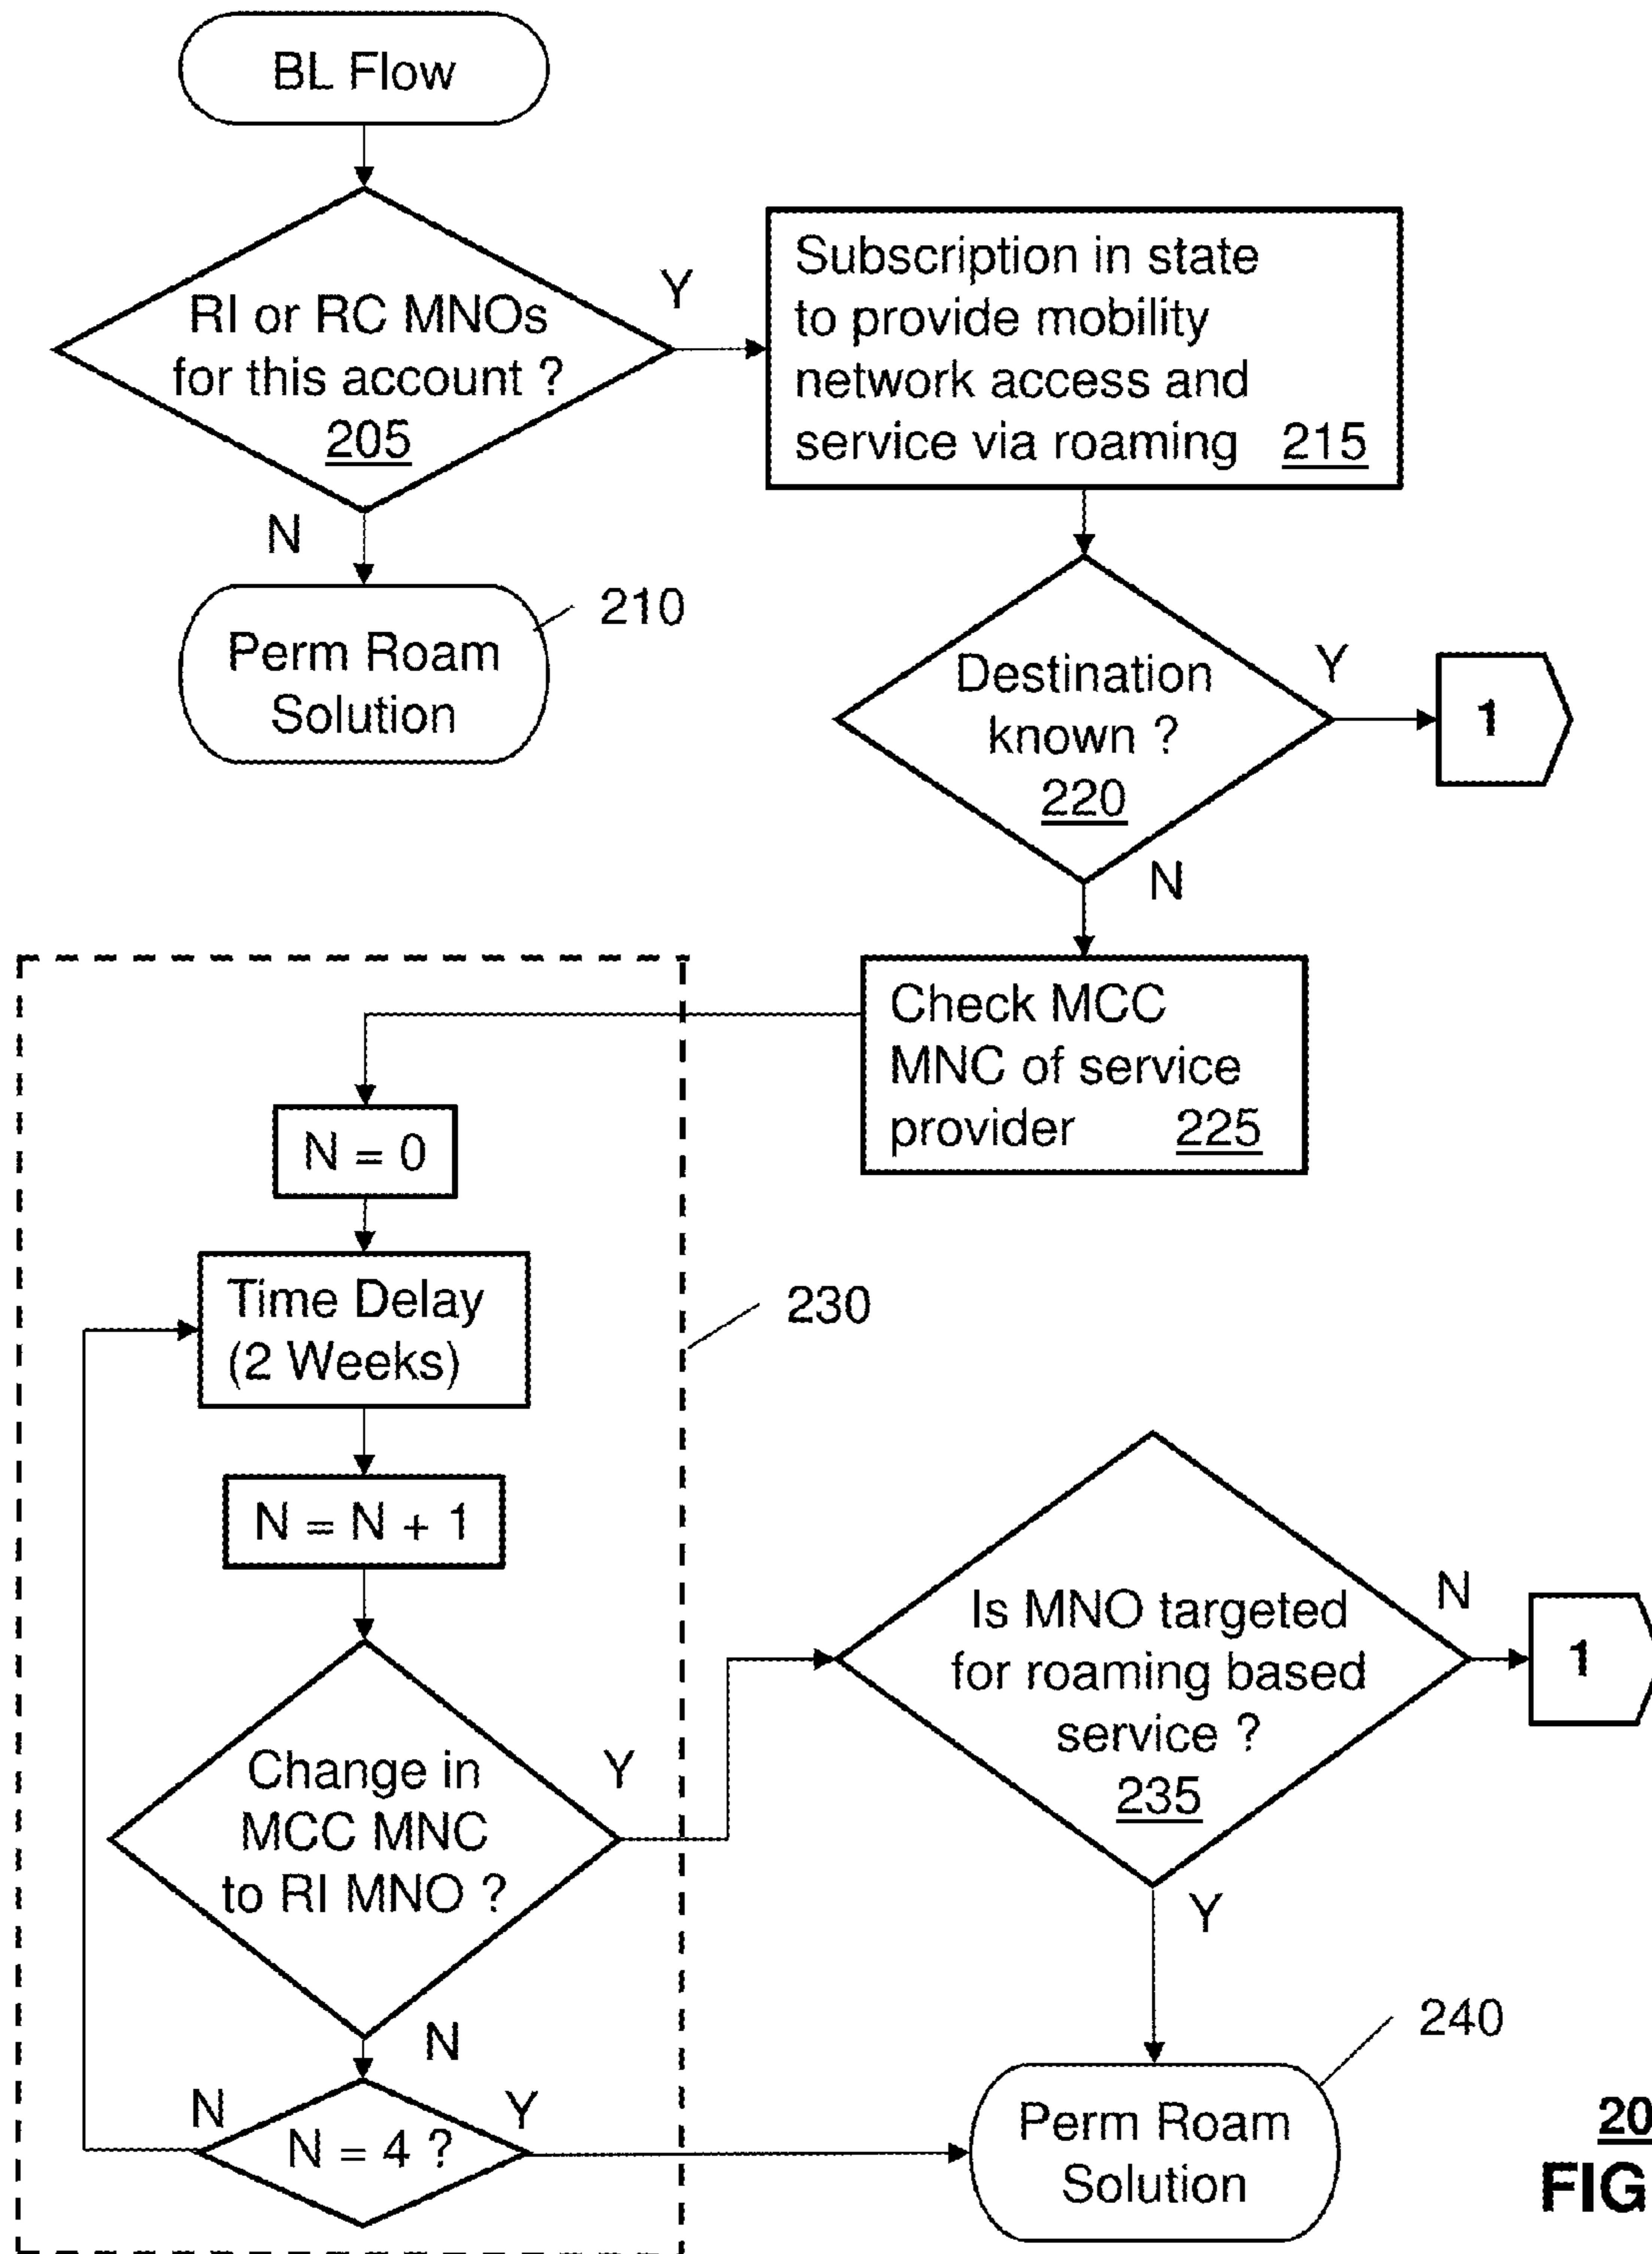 BL Flow
RI or RC MNOs
for this account ?
205
Y
N
Subscription in state
to provide mobility
network access and
service via roaming 215
Perm Roam
Solution
210
Destination
known ?
220
Y
1
N
Check MCC
MNC of service
provider 225
N = 0
Time Delay
(2 Weeks)
230
N = N + 1
Change in
MCC MNC
to RI MNO ?
Y
N
N = 4 ?
N
Y
Is MNO targeted
for roaming based
service ?
235
N
1
Y
240
Perm Roam
Solution
20
FIG